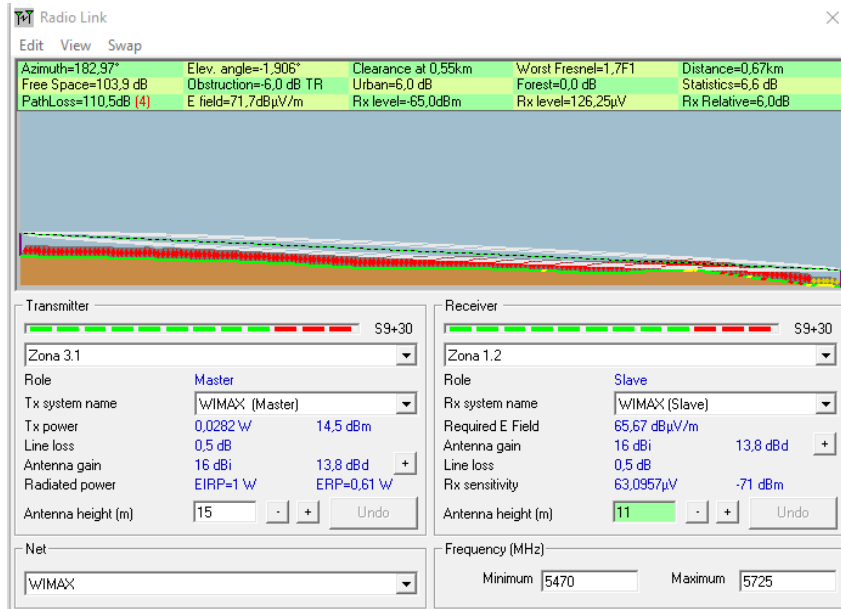 Radio Link
Edit View Swap
Azimuth=182,97° Elev. angle=-1,906° Clearance at 0,55km Worst Fresnel=1,7F1 Distance=0,67km
Free Space=103,9 dB Obstruction=-6,0 dB TR Urban=6,0 dB Forest=0,0 dB Statistics=6,6 dB
PathLoss=110,5dB (4) E field=71,7dBµV/m Rx level=-65,0dBm Rx level=126,25µV Rx Relative=6,0dB
Transmitter
S9+30
Zona 3.1
Role Master
Tx system name WIMAX (Master)
Tx power 0,0282 W 14,5 dBm
Line loss 0,5 dB
Antenna gain 16 dBi 13,8 dBd +
Radiated power EIRP=1 W ERP=0,61 W
Antenna height (m) 15 - + Undo
Receiver
S9+30
Zona 1.2
Role Slave
Rx system name WIMAX (Slave)
Required E Field 65,67 dBµV/m
Antenna gain 16 dBi 13,8 dBd +
Line loss 0,5 dB
Rx sensitivity 63,0957µV -71 dBm
Antenna height (m) 11 - + Undo
Net
WIMAX
Frequency (MHz)
Minimum 5470 Maximum 5725